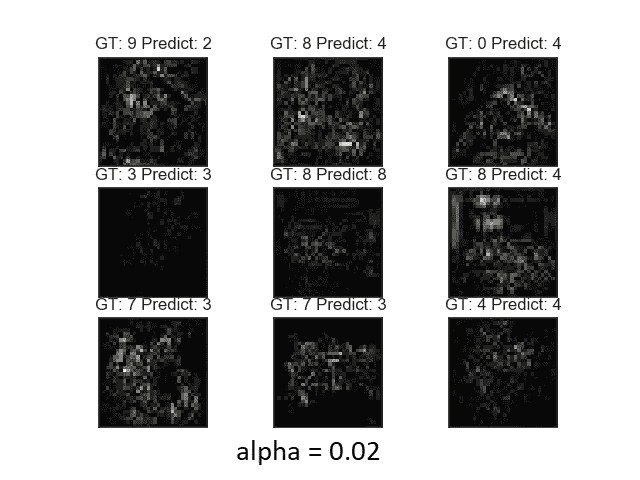 GT: 9 Predict: 2
GT: 8 Predict: 4
GT: 0 Predict: 4
GT: 3 Predict: 3
GT: 8 Predict: 8
GT: 8 Predict: 4
GT: 7 Predict: 3
GT: 7 Predict: 3
GT: 4 Predict: 4
alpha = 0.02